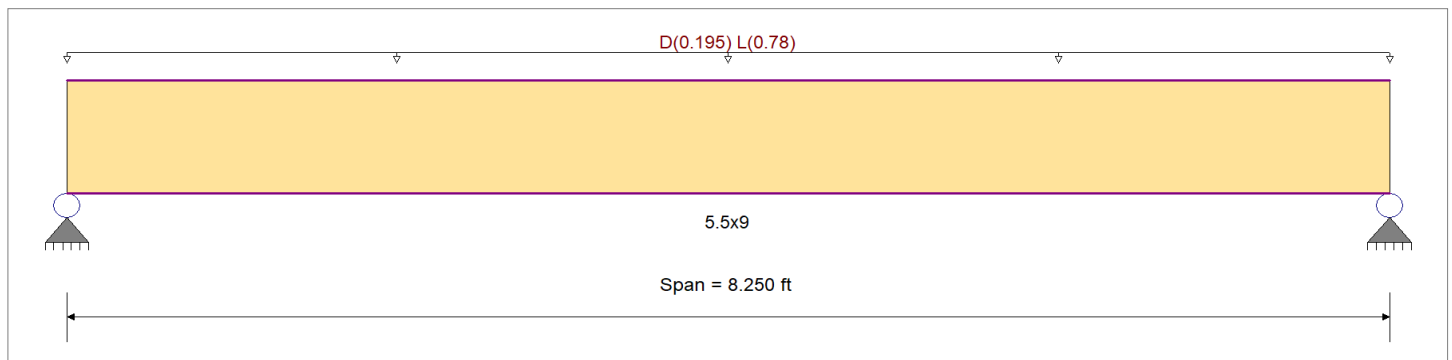 D(0.195) L(0.78)
5.5x9
Span = 8.250 ft